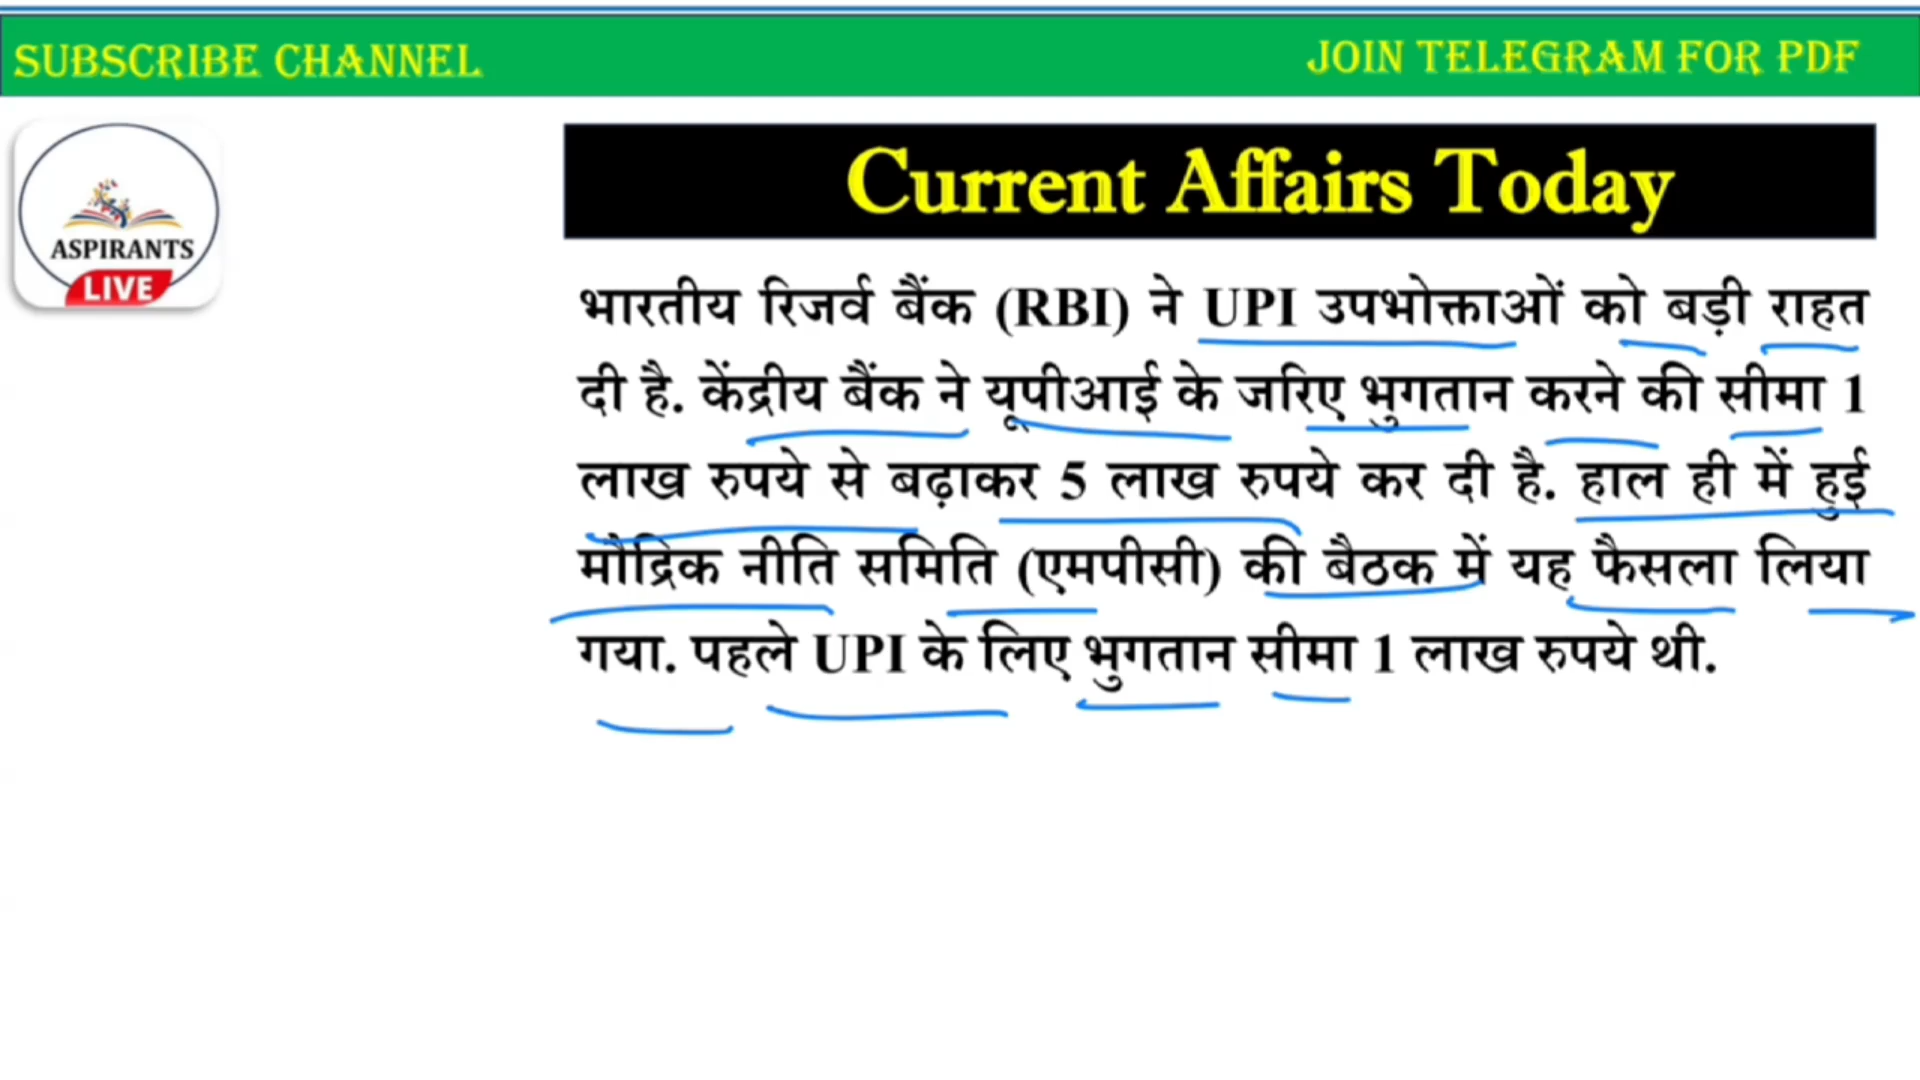 SUBSCRIBE CHANNEL
JOIN TELEGRAM FOR PDF
ASPIRANTS
LIVE
Current Affairs Today
भारतीय रिजर्व बैंक (RBI) ने UPI उपभोक्ताओं को बड़ी राहत
दी है. केंद्रीय बैंक ने यूपीआई के जरिए भुगतान करने की सीमा 1
लाख रुपये से बढ़ाकर 5 लाख रुपये कर दी है. हाल ही में हुई
मौद्रिक नीति समिति (एमपीसी) की बैठक में यह फैसला लिया
गया. पहले UPI के लिए भुगतान सीमा 1 लाख रुपये थी.